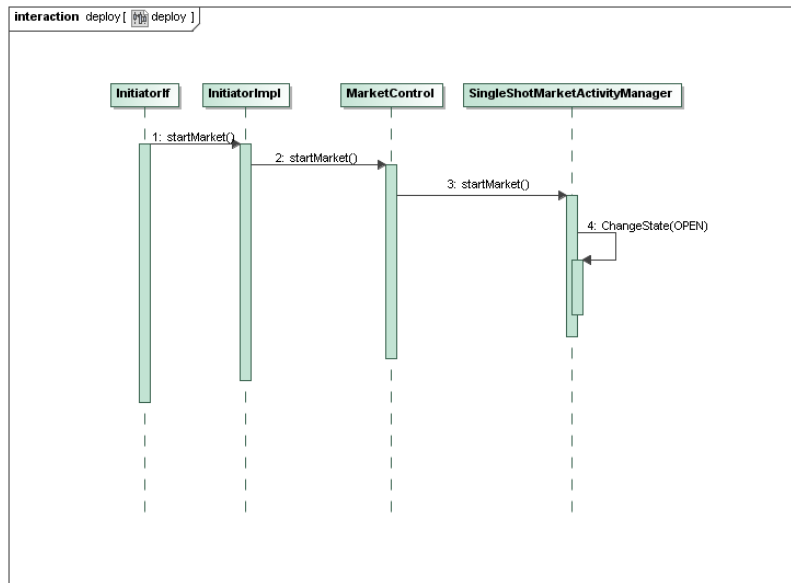 interaction deploy [ deploy ]
InitiatorIf
InitiatorImpl
MarketControl
SingleShotMarketActivityManager
1: startMarket()
2: startMarket()
3: startMarket()
4: ChangeState(OPEN)